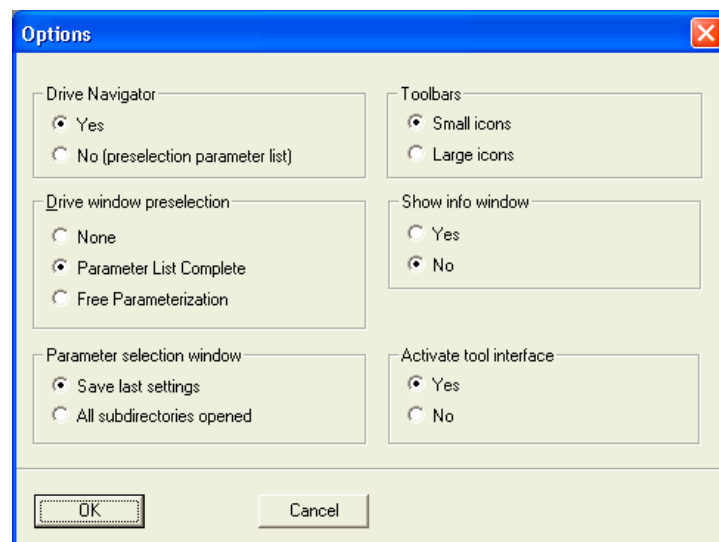 Options
Drive Navigator
Yes
No (preselection parameter list)
Toolbars
Small icons
Large icons
Drive window preselection
None
Parameter List Complete
Free Parameterization
Show info window
Yes
No
Parameter selection window
Save last settings
All subdirectories opened
Activate tool interface
Yes
No
OK
Cancel